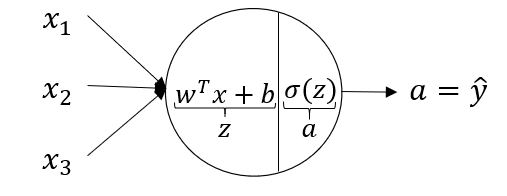 x₁
x₂
x₃
wᵀx + b
z
σ(z)
a
a = ŷ